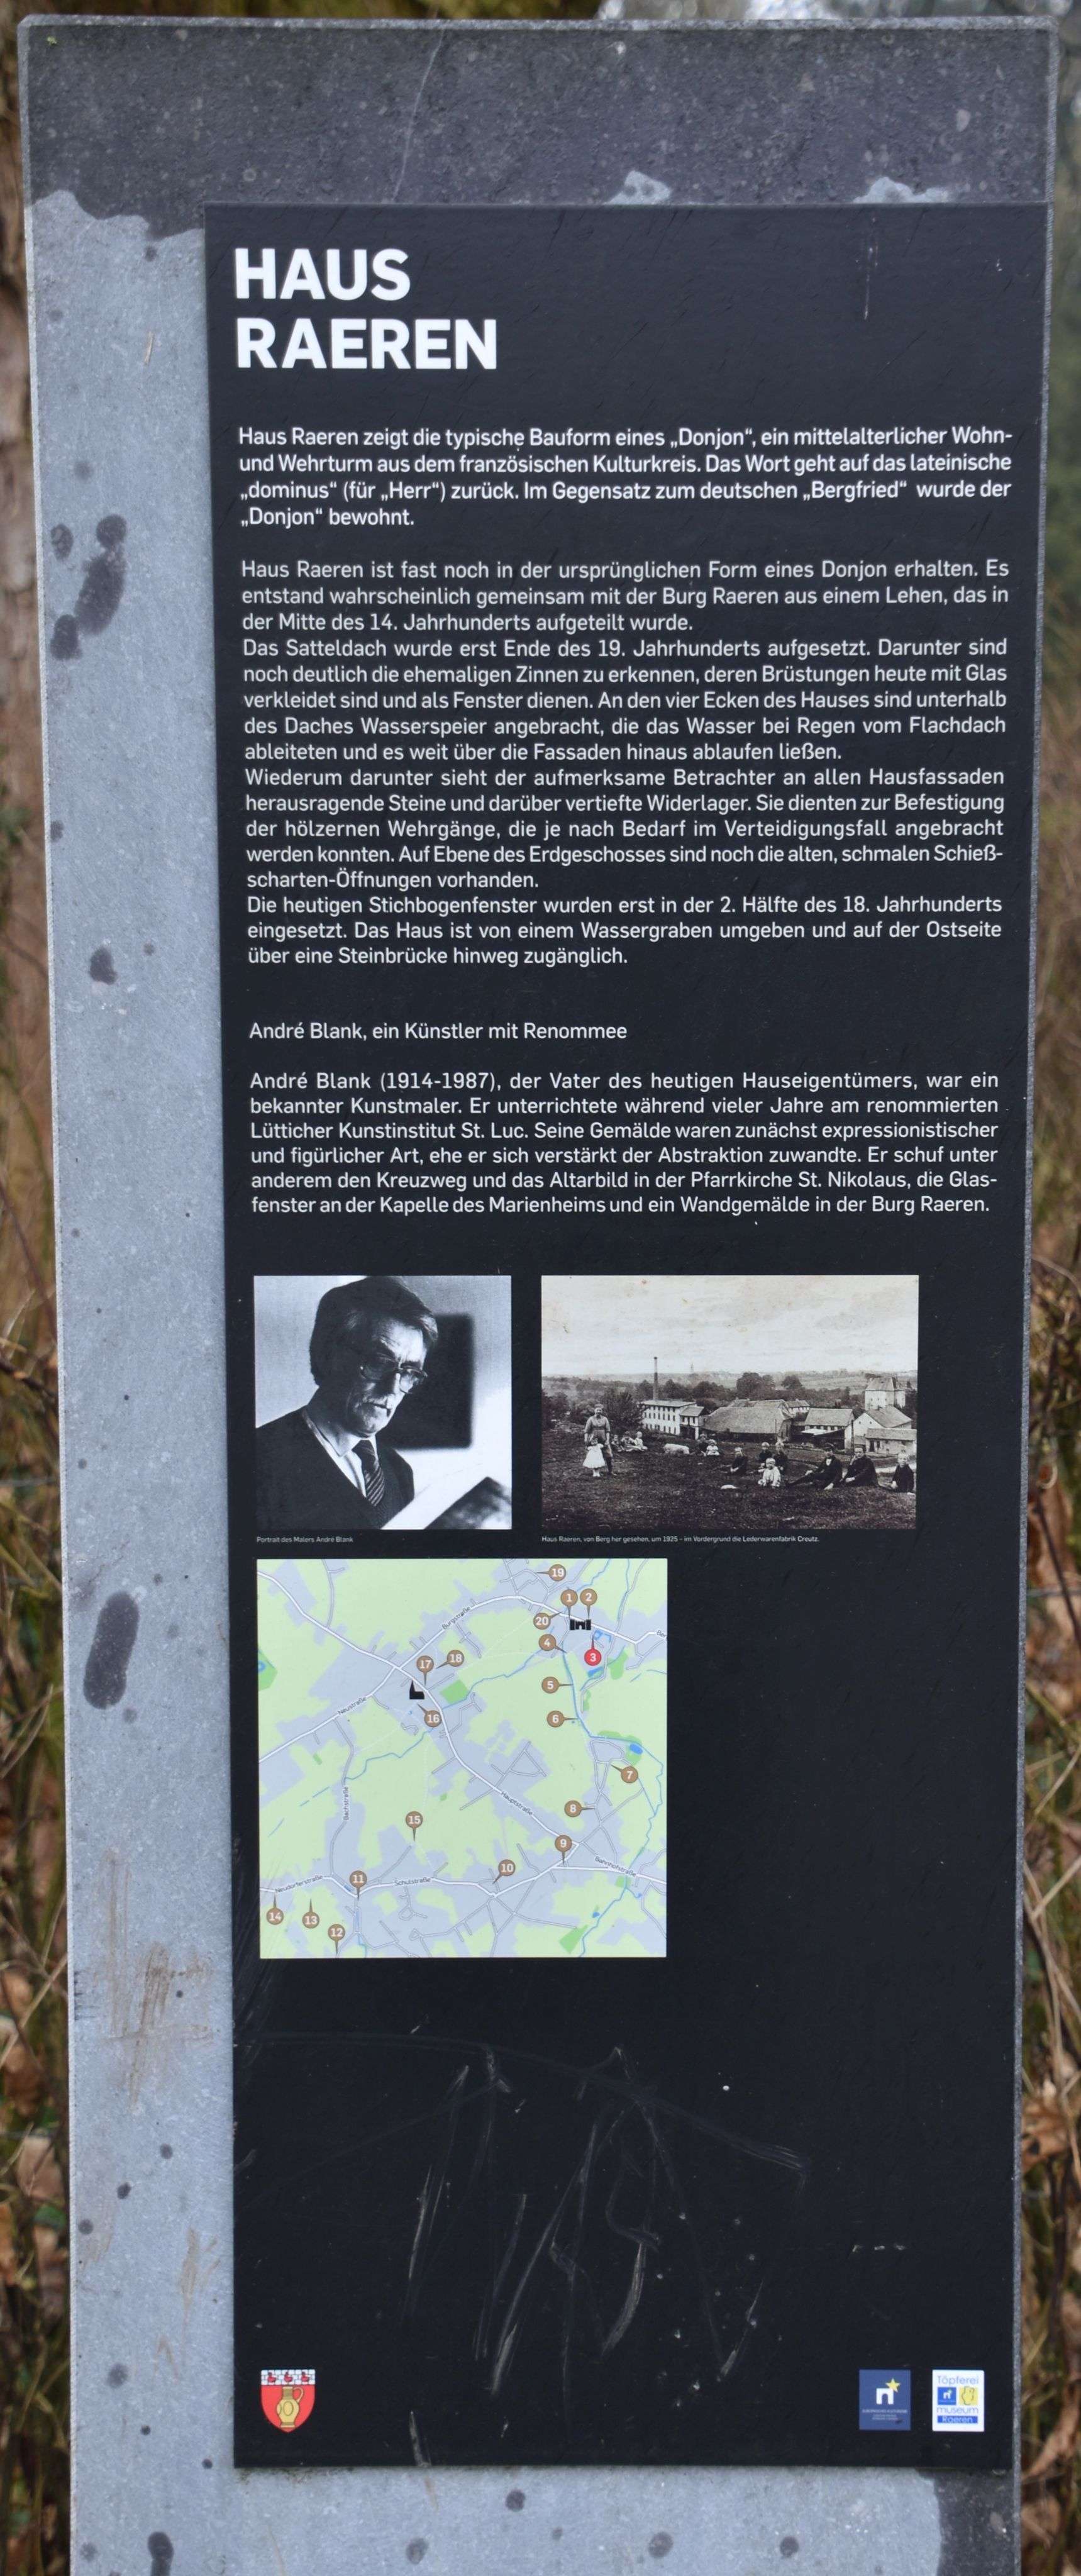 HAUS
RAEREN
Haus Raeren zeigt die typische Bauform eines „Donjon“, ein mittelalterlicher Wohn-
und Wehrturm aus dem französischen Kulturkreis. Das Wort geht auf das lateinische
„dominus“ (für „Herr“) zurück. Im Gegensatz zum deutschen „Bergfried“ wurde der
„Donjon“ bewohnt.
Haus Raeren ist fast noch in der ursprünglichen Form eines Donjon erhalten. Es
entstand wahrscheinlich gemeinsam mit der Burg Raeren aus einem Lehen, das in
der Mitte des 14. Jahrhunderts aufgeteilt wurde.
Das Satteldach wurde erst Ende des 19. Jahrhunderts aufgesetzt. Darunter sind
noch deutlich die ehemaligen Zinnen zu erkennen, deren Brüstungen heute mit Glas
verkleidet sind und als Fenster dienen. An den vier Ecken des Hauses sind unterhalb
des Daches Wasserspeier angebracht, die das Wasser bei Regen vom Flachdach
ableiteten und es weit über die Fassaden hinaus ablaufen ließen.
Wiederum darunter sieht der aufmerksame Betrachter an allen Hausfassaden
herausragende Steine und darüber vertiefte Widerlager. Sie dienten zur Befestigung
der hölzernen Wehrgänge, die je nach Bedarf im Verteidigungsfall angebracht
werden konnten. Auf Ebene des Erdgeschosses sind noch die alten, schmalen Schieß-
scharten-Öffnungen vorhanden.
Die heutigen Stichbogenfenster wurden erst in der 2. Hälfte des 18. Jahrhunderts
eingesetzt. Das Haus ist von einem Wassergraben umgeben und auf der Ostseite
über eine Steinbrücke hinweg zugänglich.
André Blank, ein Künstler mit Renommee
André Blank (1914-1987), der Vater des heutigen Hauseigentümers, war ein
bekannter Kunstmaler. Er unterrichtete während vieler Jahre am renommierten
Lütticher Kunstinstitut St. Luc. Seine Gemälde waren zunächst expressionistischer
und figürlicher Art, ehe er sich verstärkt der Abstraktion zuwandte. Er schuf unter
anderem den Kreuzweg und das Altarbild in der Pfarrkirche St. Nikolaus, die Glas-
fenster an der Kapelle des Marienheims und ein Wandgemälde in der Burg Raeren.
Portrait des Malers André Blank
Haus Raeren, von Berg her gesehen, um 1925 - im Vordergrund die Lederwarenfabrik Creutz.
19
1 2
Burgstraße
20
4
3
18
17
5
16
6
Neustraße
7
Hauptstraße
8
Bachstraße
15
9
Bahnhofstraße
10
11
Schulstraße
Neudorferstraße
14
13
12
Töpferei
museum
Raeren